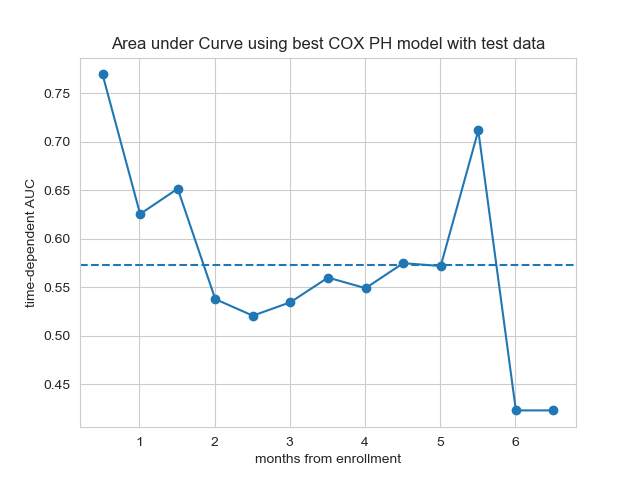 Area under Curve using best COX PH model with test data
time-dependent AUC
0.75
0.70
0.65
0.60
0.55
0.50
0.45
1 2 3 4 5 6
months from enrollment